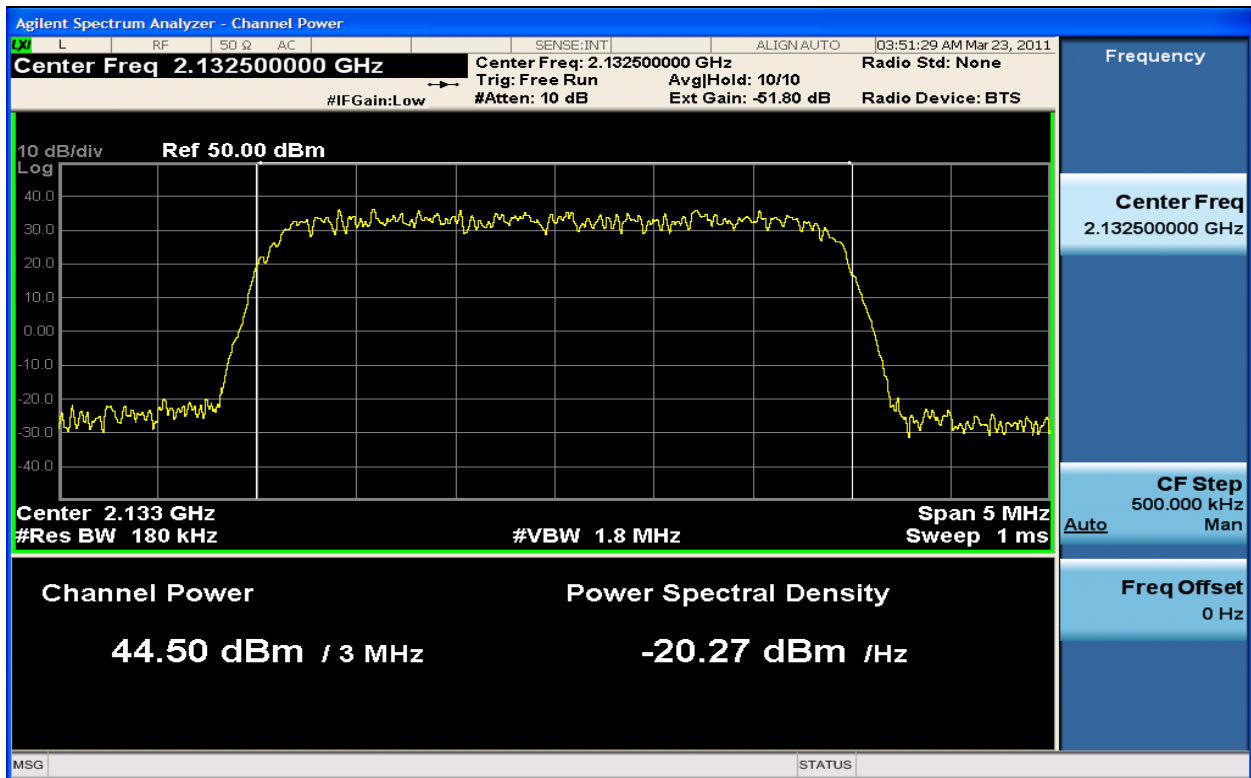 Agilent Spectrum Analyzer - Channel Power
LXI L RF 50 Ω AC SENSE:INT ALIGN AUTO 03:51:29 AM Mar 23, 2011
Center Freq 2.132500000 GHz
#IFGain:Low
Center Freq: 2.132500000 GHz
Trig: Free Run Avg|Hold: 10/10
#Atten: 10 dB Ext Gain: -51.80 dB
Radio Std: None
Radio Device: BTS
10 dB/div Ref 50.00 dBm
Log
40.0
30.0
20.0
10.0
0.00
-10.0
-20.0
-30.0
-40.0
Center 2.133 GHz Span 5 MHz
#Res BW 180 kHz #VBW 1.8 MHz Sweep 1 ms
Channel Power Power Spectral Density
44.50 dBm / 3 MHz -20.27 dBm /Hz
Frequency
Center Freq
2.132500000 GHz
CF Step
500.000 kHz
Auto Man
Freq Offset
0 Hz
MSG STATUS